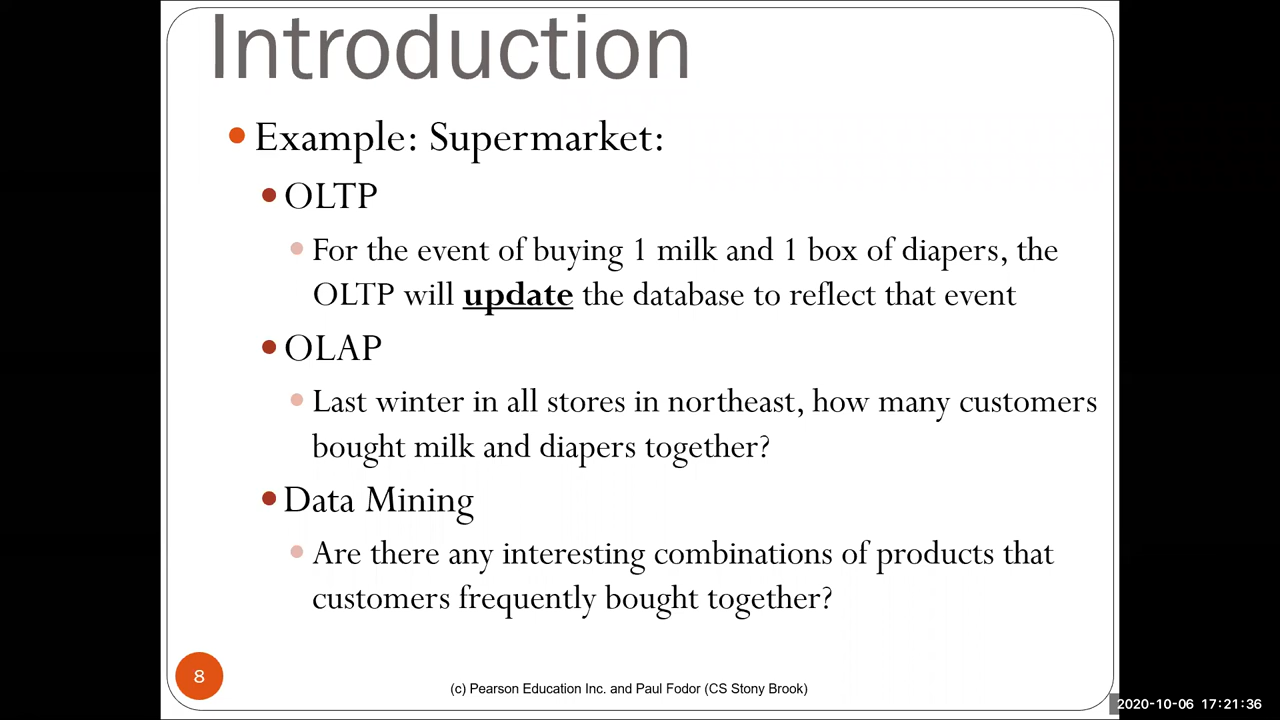 Introduction
Example: Supermarket:
OLTP
For the event of buying 1 milk and 1 box of diapers, the
OLTP will update the database to reflect that event
OLAP
Last winter in all stores in northeast, how many customers
bought milk and diapers together?
Data Mining
Are there any interesting combinations of products that
customers frequently bought together?
8
(c) Pearson Education Inc. and Paul Fodor (CS Stony Brook)
2020-10-06 17:21:36